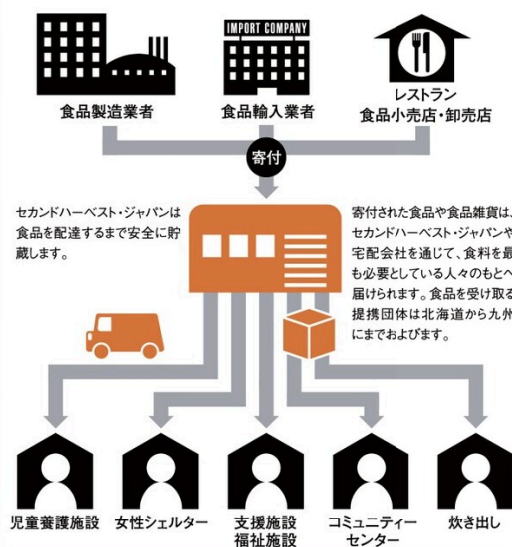 IMPORT COMPANY
食品製造業者
食品輸入業者
レストラン
食品小売店・卸売店
寄付
セカンドハーベスト・ジャパンは
食品を配達するまで安全に貯
蔵します。
寄付された食品や食品雑貨は、
セカンドハーベスト・ジャパンや
宅配会社を通じて、食料を最
も必要としている人々のもとへ
届けられます。食品を受け取る
提携団体は北海道から九州
にまでおよびます。
児童養護施設
女性シェルター
支援施設
福祉施設
コミュニティー
センター
炊き出し